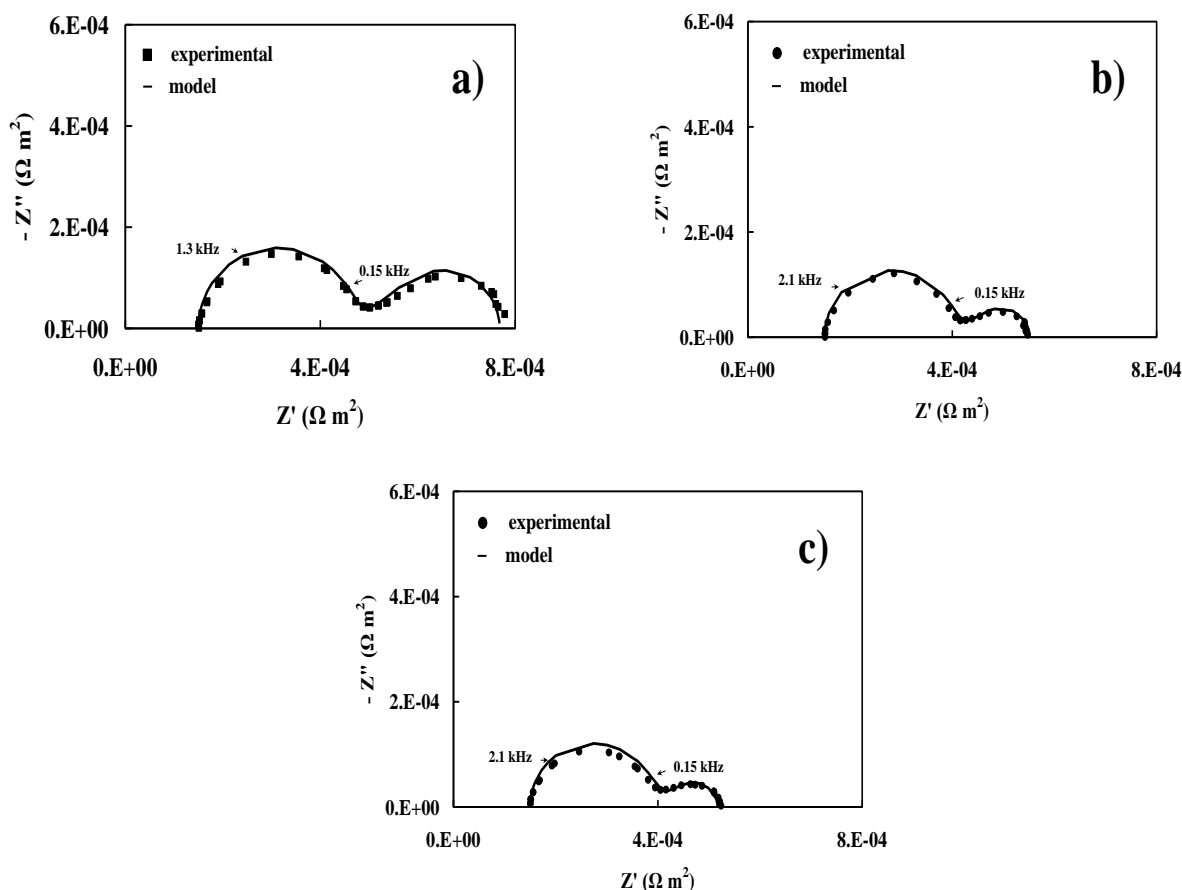 6.E-04
experimental
model
a)
4.E-04
- Z'' (Ω m2)
2.E-04
1.3 kHz
0.15 kHz
0.E+00
0.E+00 4.E-04 8.E-04
Z' (Ω m2)
6.E-04
experimental
model
b)
4.E-04
- Z'' (Ω m2)
2.E-04
2.1 kHz
0.15 kHz
0.E+00
0.E+00 4.E-04 8.E-04
Z' (Ω m2)
6.E-04
experimental
model
c)
4.E-04
- Z'' (Ω m2)
2.E-04
2.1 kHz
0.15 kHz
0.E+00
0.E+00 4.E-04 8.E-04
Z' (Ω m2)